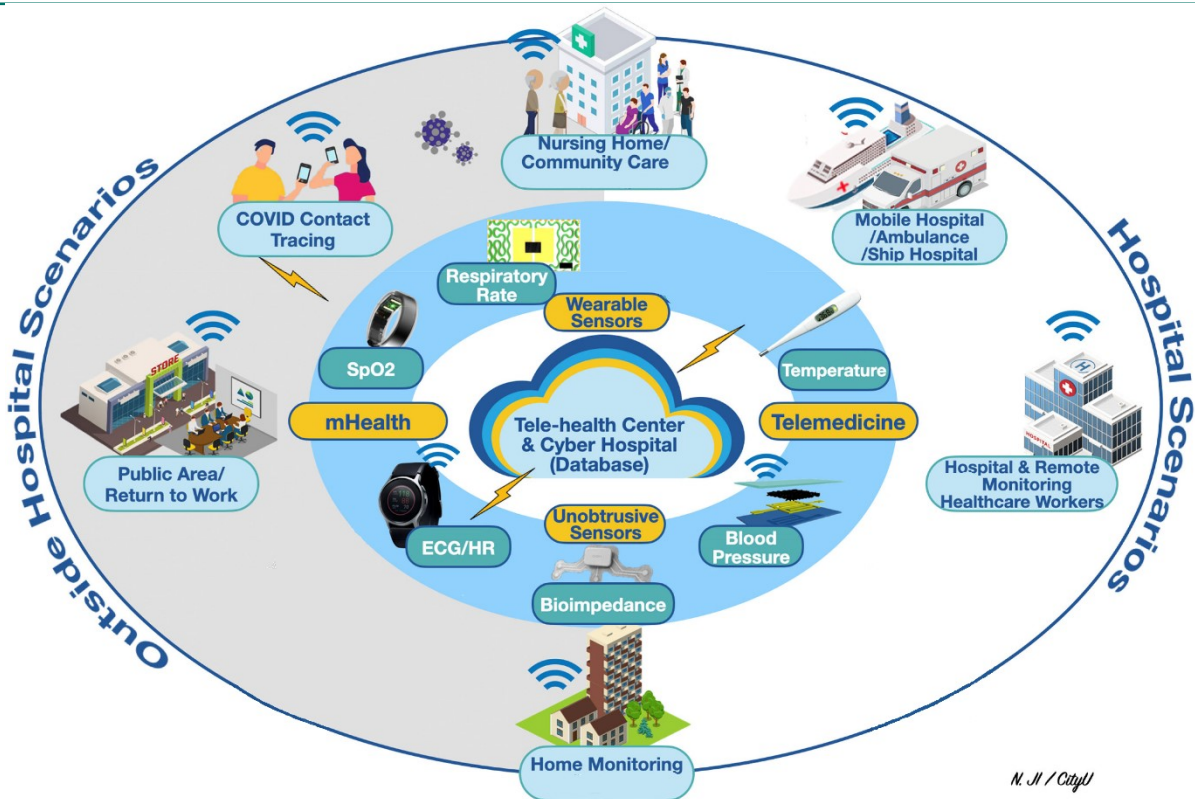 Nursing Home/
Community Care
COVID Contact
Tracing
Mobile Hospital
/Ambulance
/Ship Hospital
Outside Hospital Scenarios
Hospital Scenarios
Respiratory
Rate
Wearable
Sensors
SpO2
Temperature
STORE
mHealth
Tele-health Center
& Cyber Hospital
(Database)
Telemedicine
H
HOSPITAL
Public Area/
Return to Work
Hospital & Remote
Monitoring
Healthcare Workers
Unobtrusive
Sensors
ECG/HR
Blood
Pressure
Bioimpedance
Home Monitoring
N. JI / CityU